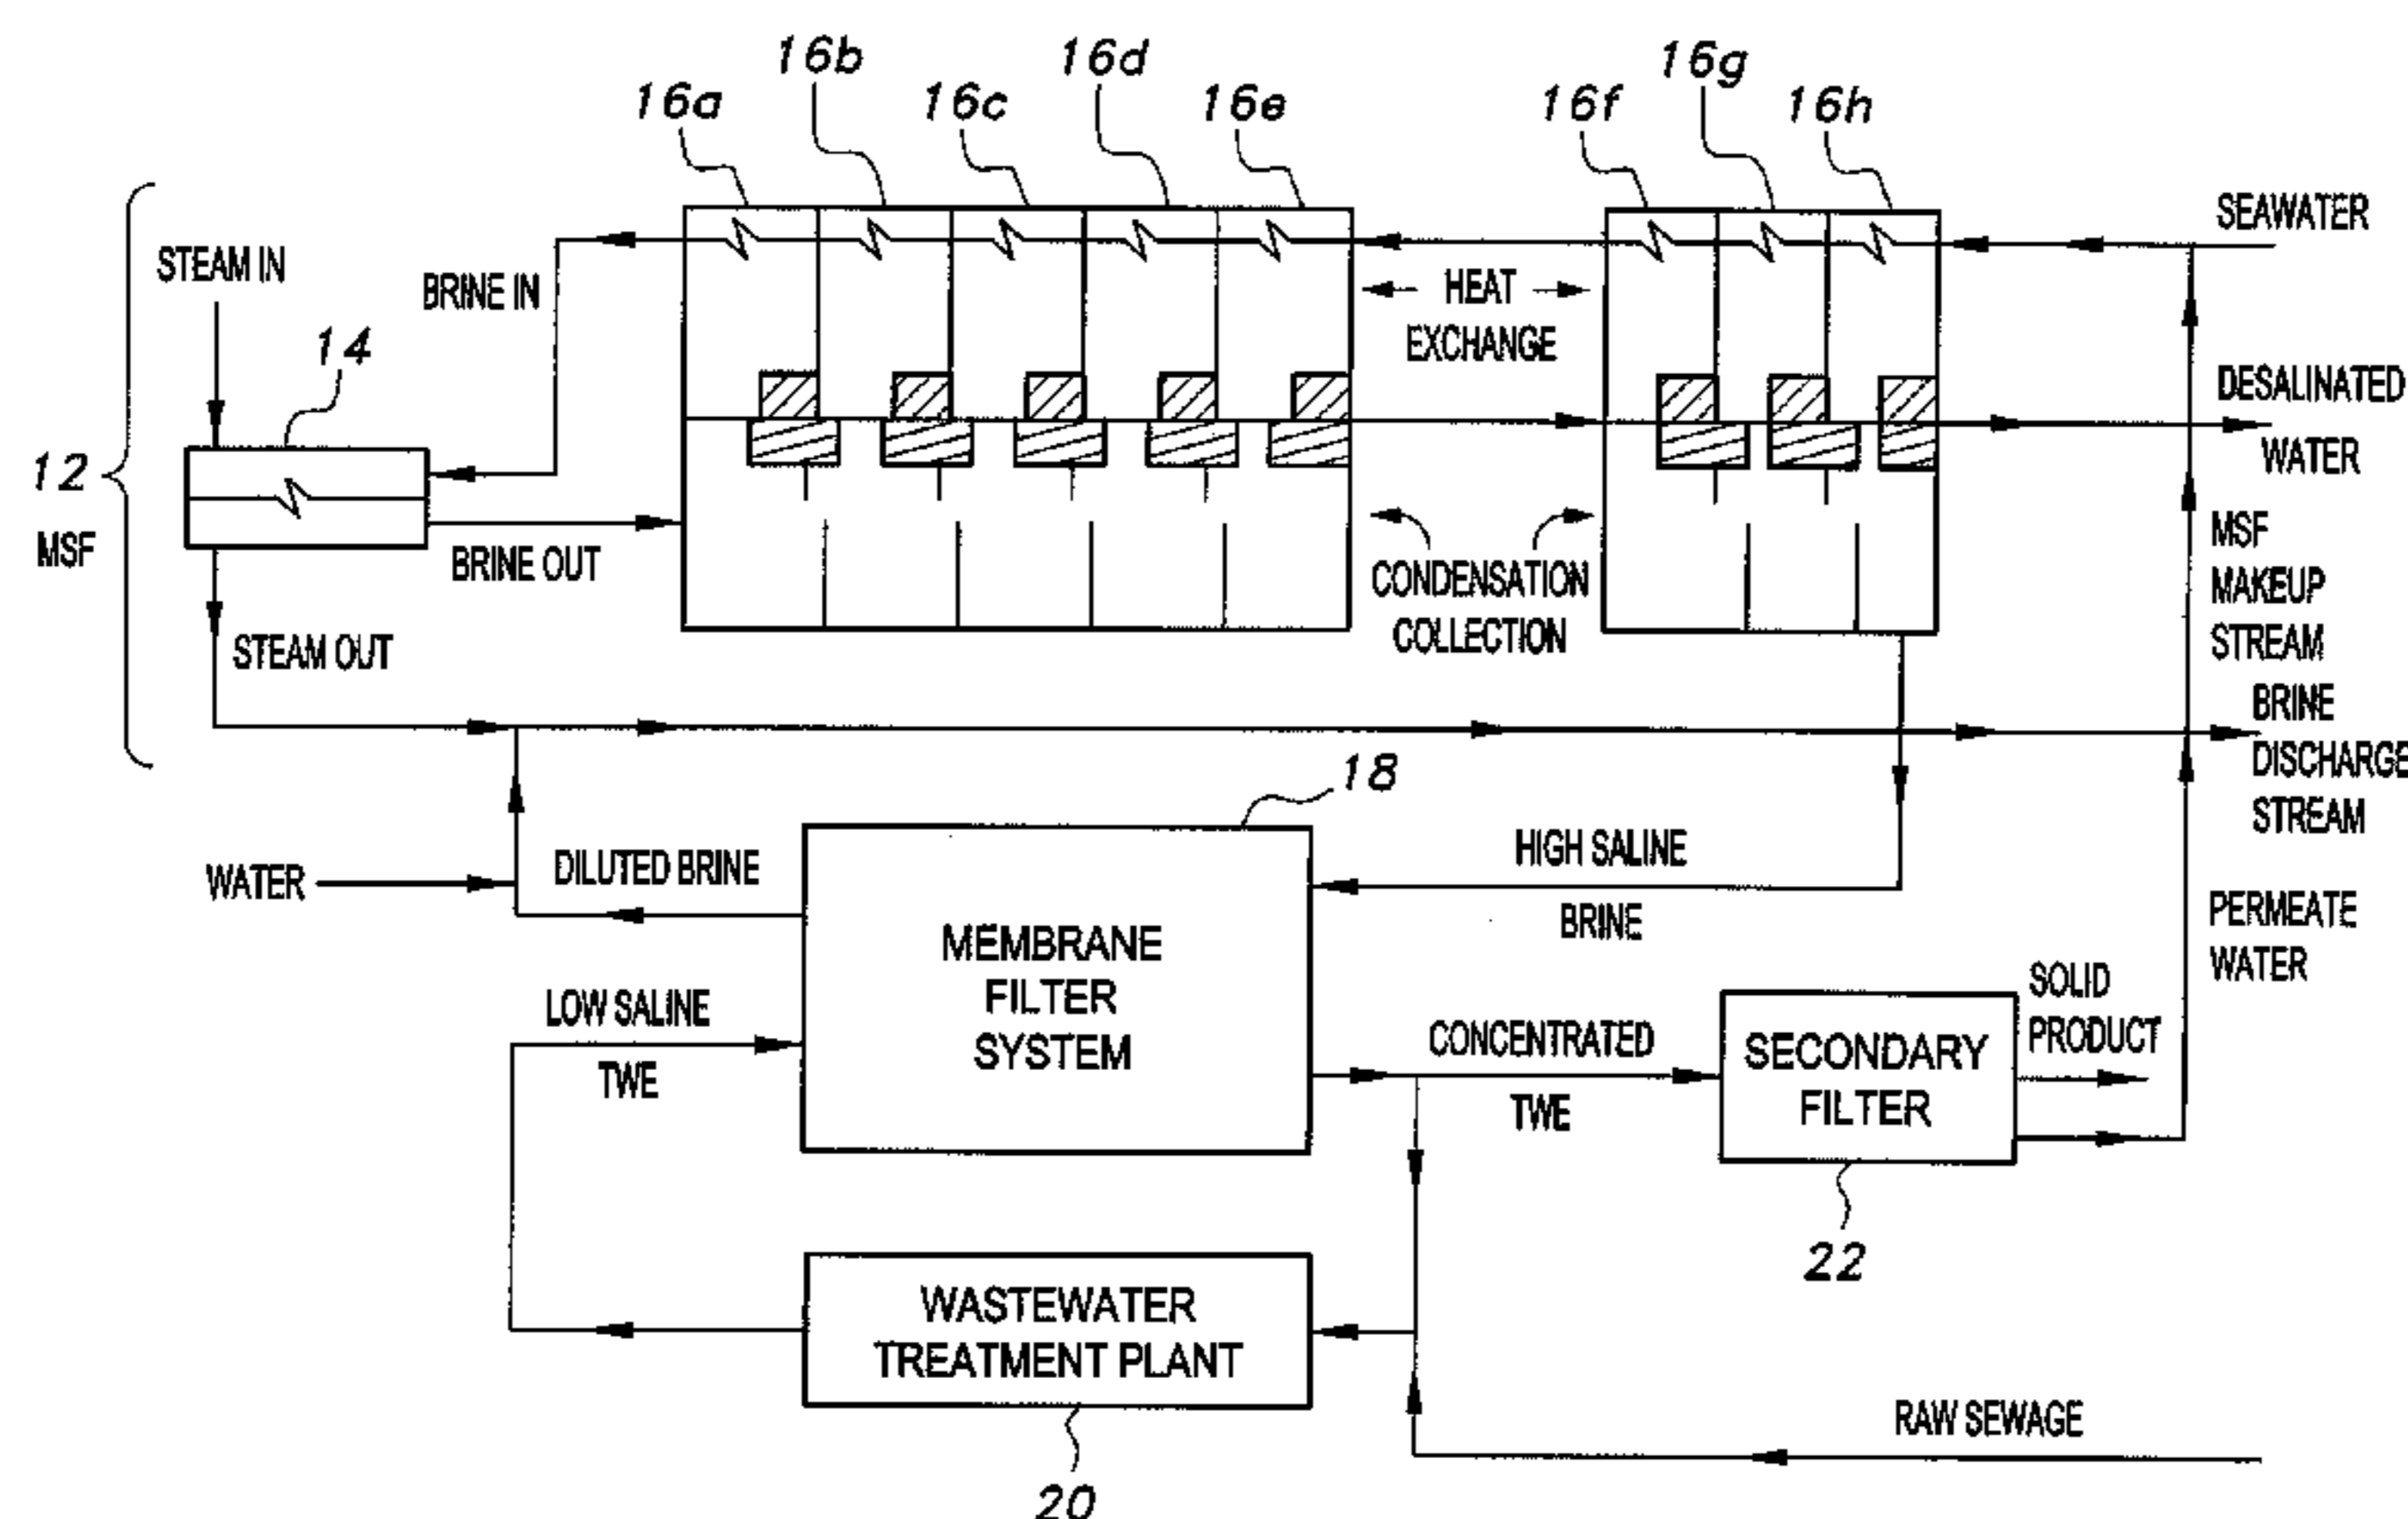 16a
16b
16c
16d
16e
16f
16g
16h
SEAWATER
STEAM IN
BRINE IN
HEAT
EXCHANGE
14
12
MSF
DESALINATED
WATER
BRINE OUT
CONDENSATION
COLLECTION
MSF
MAKEUP
STREAM
STEAM OUT
BRINE
DISCHARGE
STREAM
18
WATER
DILUTED BRINE
HIGH SALINE
BRINE
MEMBRANE
FILTER
SYSTEM
PERMEATE
WATER
LOW SALINE
TWE
CONCENTRATED
TWE
SECONDARY
FILTER
SOLID
PRODUCT
22
WASTEWATER
TREATMENT PLANT
20
RAW SEWAGE